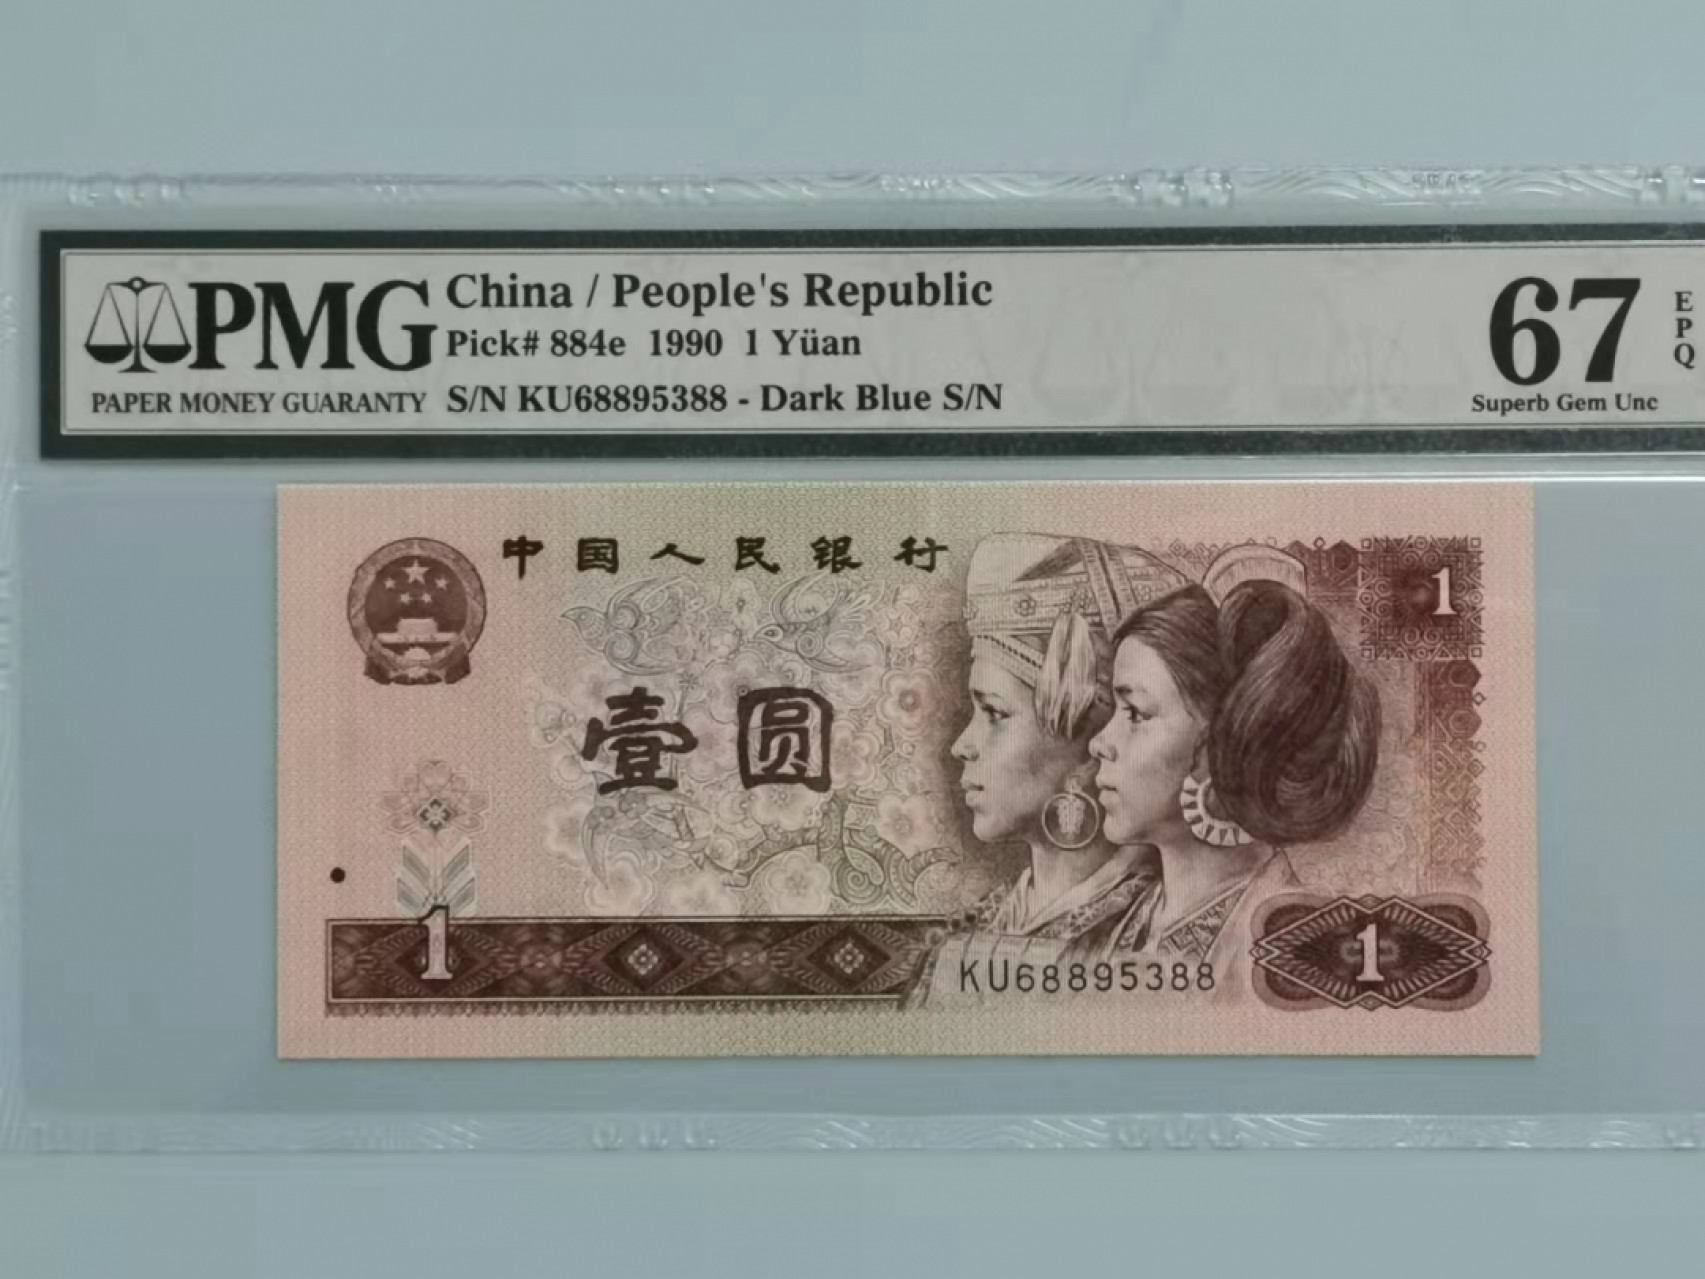 PMG
PAPER MONEY GUARANTY
China / People's Republic
Pick# 884e 1990 1 Yüan
S/N KU68895388 - Dark Blue S/N
67
EPQ
Superb Gem Unc
中国人民银行
1
壹圆
1
KU68895388
1